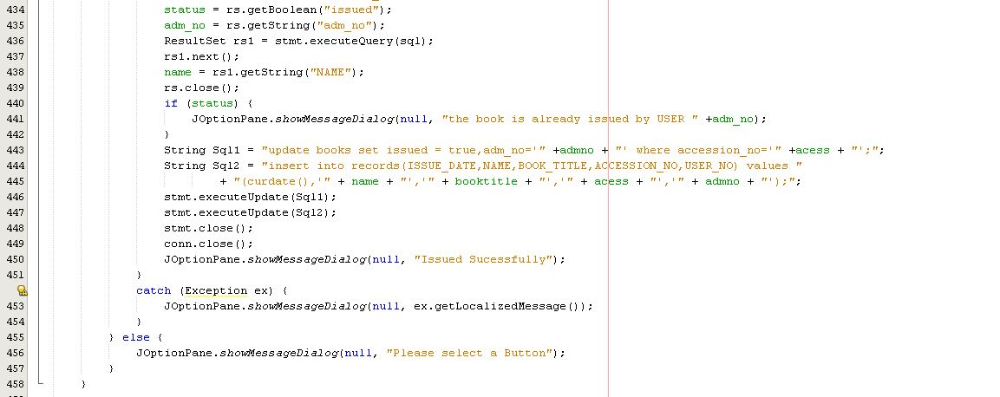 434 status = rs.getBoolean("issued");
435 adm_no = rs.getString("adm_no");
436 ResultSet rs1 = stmt.executeQuery(sql);
437 rs1.next();
438 name = rs1.getString("NAME");
439 rs.close();
440 if (status) {
441 JOptionPane.showMessageDialog(null, "the book is already issued by USER " +adm_no);
442 }
443 String Sql1 = "update books set issued = true,adm_no='" +admno + "' where accession_no='" +acess + "';";
444 String Sql2 = "insert into records(ISSUE_DATE,NAME,BOOK_TITLE,ACCESSION_NO,USER_NO) values "
445 + "(curdate(),'" + name + "','" + booktitle + "','" + acess + "','" + admno + "');";
446 stmt.executeUpdate(Sql1);
447 stmt.executeUpdate(Sql2);
448 stmt.close();
449 conn.close();
450 JOptionPane.showMessageDialog(null, "Issued Sucessfully");
451 }
catch (Exception ex) {
453 JOptionPane.showMessageDialog(null, ex.getLocalizedMessage());
454 }
455 } else {
456 JOptionPane.showMessageDialog(null, "Please select a Button");
457 }
458 }